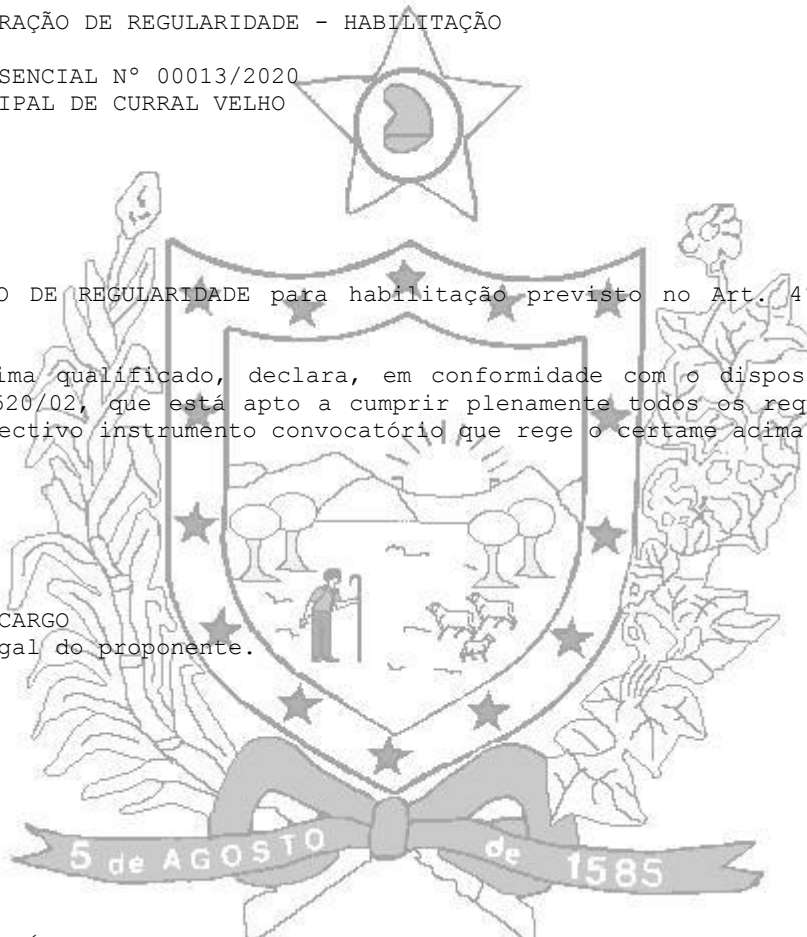 RAÇÃO DE REGULARIDADE - HABILITAÇÃO
SENCIAL Nº 00013/2020
IPAL DE CURRAL VELHO
O DE REGULARIDADE para habilitação previsto no Art. 4º
ima qualificado, declara, em conformidade com o dispos
520/02, que está apto a cumprir plenamente todos os req
ectivo instrumento convocatório que rege o certame acima
CARGO
gal do proponente.
5 de AGOSTO de 1585